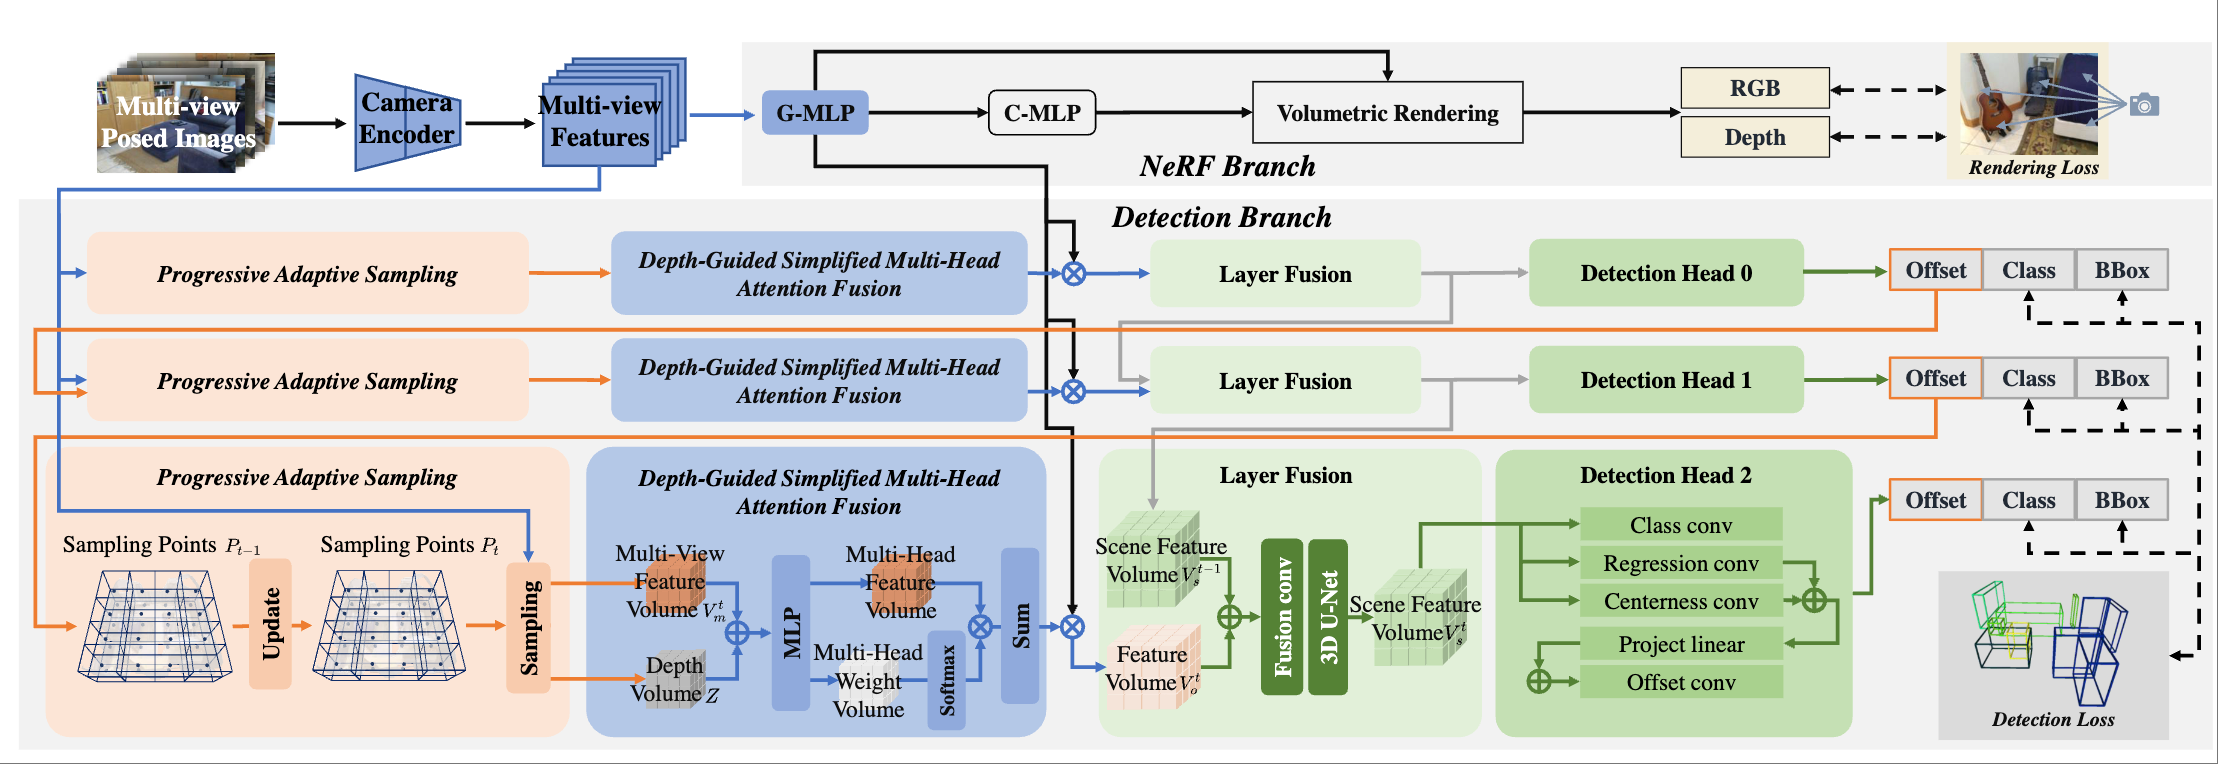 Multi-view
Posed Images
Camera
Encoder
Multi-view
Features
G-MLP
C-MLP
Volumetric Rendering
RGB
Depth
Rendering Loss
NeRF Branch
Detection Branch
Progressive Adaptive Sampling
Depth-Guided Simplified Multi-Head
Attention Fusion
Layer Fusion
Detection Head 0
Offset Class BBox
Progressive Adaptive Sampling
Depth-Guided Simplified Multi-Head
Attention Fusion
Layer Fusion
Detection Head 1
Offset Class BBox
Progressive Adaptive Sampling
Sampling Points P_{t-1}
Update
Sampling Points P_t
Sampling
Depth-Guided Simplified Multi-Head
Attention Fusion
Multi-View
Feature
Volume V_m^t
Depth
Volume Z
MLP
Multi-Head
Feature
Volume
Multi-Head
Weight
Volume
Softmax
Sum
Layer Fusion
Scene Feature
Volume V_s^{t-1}
Feature
Volume V_o^t
Fusion conv
3D U-Net
Scene Feature
Volume V_s^t
Detection Head 2
Class conv
Regression conv
Centerness conv
Project linear
Offset conv
Offset Class BBox
Detection Loss